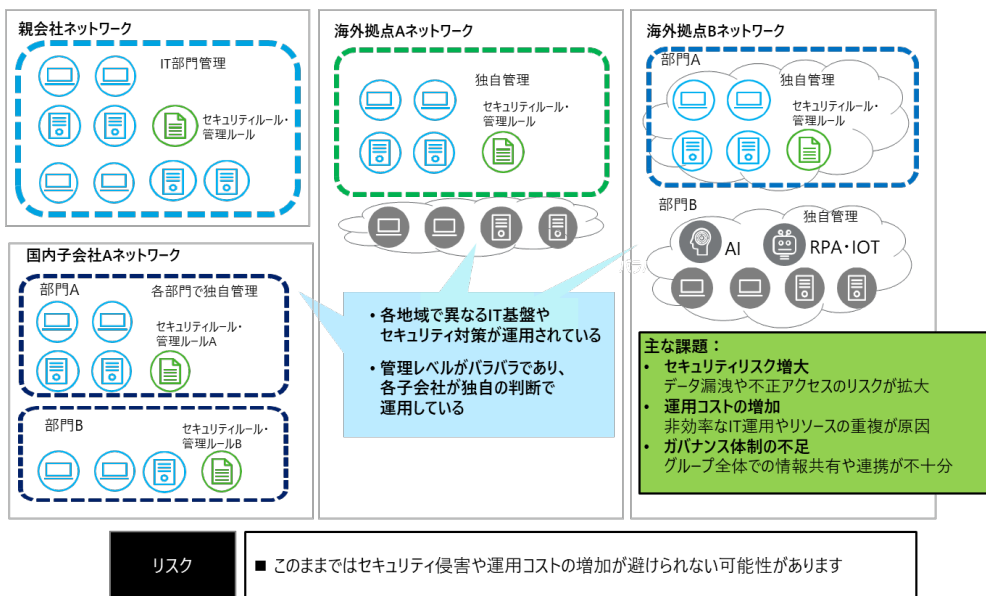 親会社ネットワーク
IT部門管理
セキュリティルール・
管理ルール
海外拠点Aネットワーク
独自管理
セキュリティルール・
管理ルール
海外拠点Bネットワーク
部門A
独自管理
セキュリティルール・
管理ルール
部門B
独自管理
AI
RPA・IOT
国内子会社Aネットワーク
部門A
各部門で独自管理
セキュリティルール・
管理ルールA
部門B
セキュリティルール・
管理ルールB
・各地域で異なるIT基盤や
セキュリティ対策が運用されている
・管理レベルがバラバラであり、
各子会社が独自の判断で
運用している
主な課題：
• セキュリティリスク増大
データ漏洩や不正アクセスのリスクが拡大
• 運用コストの増加
非効率なIT運用やリソースの重複が原因
• ガバナンス体制の不足
グループ全体での情報共有や連携が不十分
リスク
■ このままではセキュリティ侵害や運用コストの増加が避けられない可能性があります